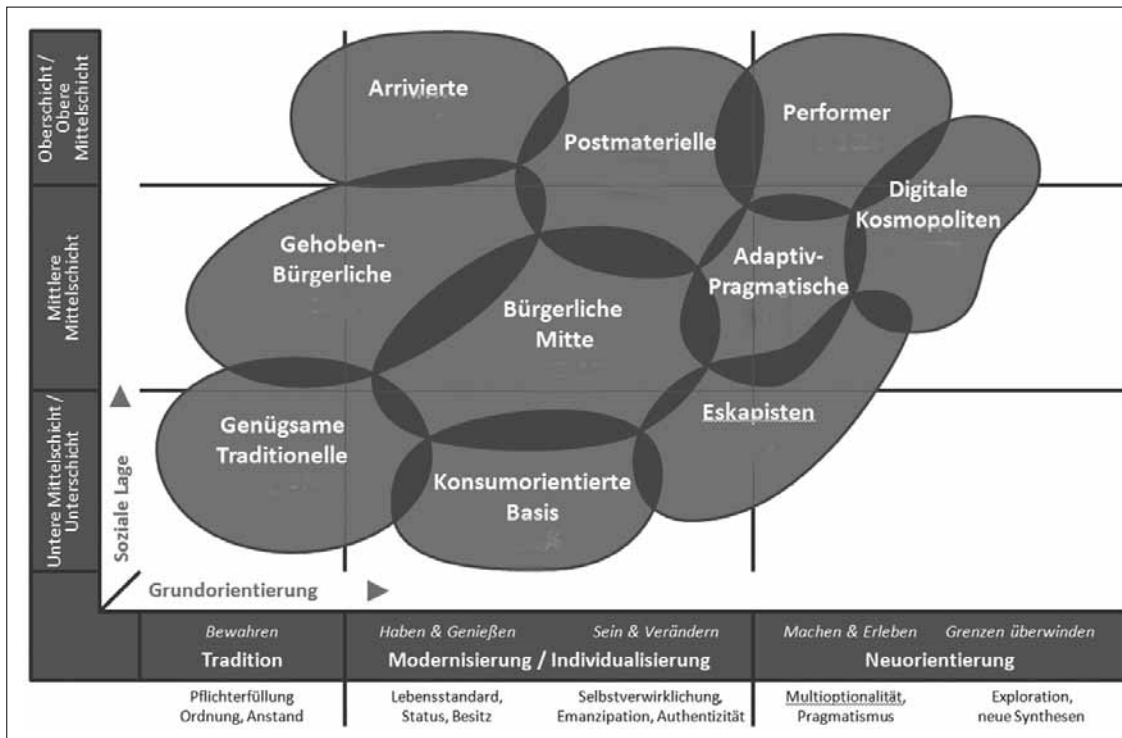 Oberschicht /
Obere
Mittelschicht
Mittlere
Mittelschicht
Untere Mittelschicht /
Unterschicht
Soziale Lage
Arrivierte
Postmaterielle
Performer
Digitale
Kosmopoliten
Gehoben-
Bürgerliche
Adaptiv-
Pragmatische
Bürgerliche
Mitte
Genügsame
Traditionelle
Eskapisten
Konsumorientierte
Basis
Grundorientierung
Bewahren
Tradition
Haben & Genießen
Sein & Verändern
Modernisierung / Individualisierung
Machen & Erleben
Grenzen überwinden
Neuorientierung
Pflichterfüllung
Ordnung, Anstand
Lebensstandard,
Status, Besitz
Selbstverwirklichung,
Emanzipation, Authentizität
Multioptionalität,
Pragmatismus
Exploration,
neue Synthesen